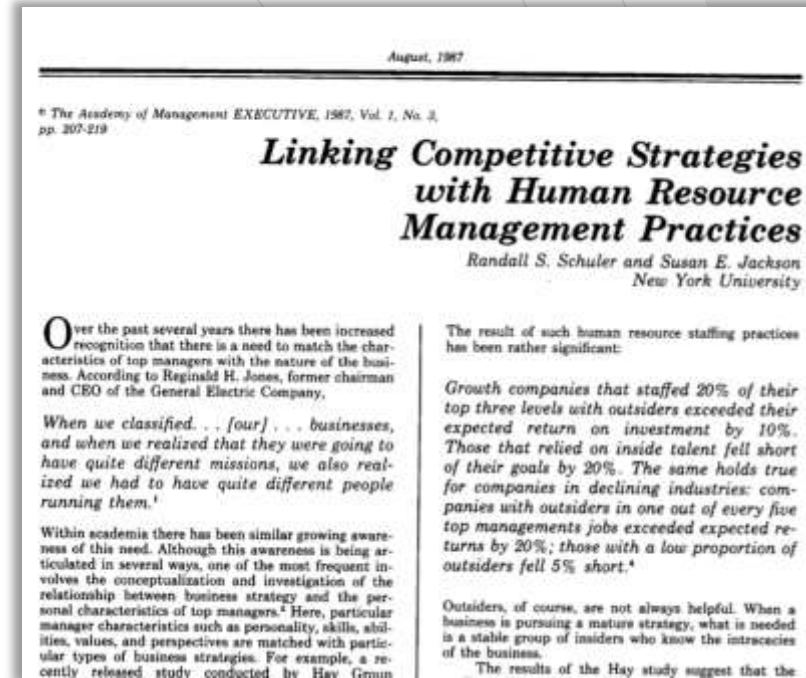 August, 1987
© The Academy of Management EXECUTIVE, 1987, Vol. 1, No. 3,
pp. 207-219
Linking Competitive Strategies
with Human Resource
Management Practices
Randall S. Schuler and Susan E. Jackson
New York University
Over the past several years there has been increased
recognition that there is a need to match the char-
acteristics of top managers with the nature of the busi-
ness. According to Reginald H. Jones, former chairman
and CEO of the General Electric Company,
When we classified. . . [our] . . . businesses,
and when we realized that they were going to
have quite different missions, we also real-
ized we had to have quite different people
running them.¹
Within academia there has been similar growing aware-
ness of this need. Although this awareness is being ar-
ticulated in several ways, one of the most frequent in-
volves the conceptualization and investigation of the
relationship between business strategy and the per-
sonal characteristics of top managers.² Here, particular
manager characteristics such as personality, skills, abil-
ities, values, and perspectives are matched with partic-
ular types of business strategies. For example, a re-
cently released study conducted by Hay Group
The result of such human resource staffing practices
has been rather significant:
Growth companies that staffed 20% of their
top three levels with outsiders exceeded their
expected return on investment by 10%.
Those that relied on inside talent fell short
of their goals by 20%. The same holds true
for companies in declining industries: com-
panies with outsiders in one out of every five
top managements jobs exceeded expected re-
turns by 20%; those with a low proportion of
outsiders fell 5% short.⁴
Outsiders, of course, are not always helpful. When a
business is pursuing a mature strategy, what is needed
is a stable group of insiders who know the intracacies
of the business.
The results of the Hay study suggest that the